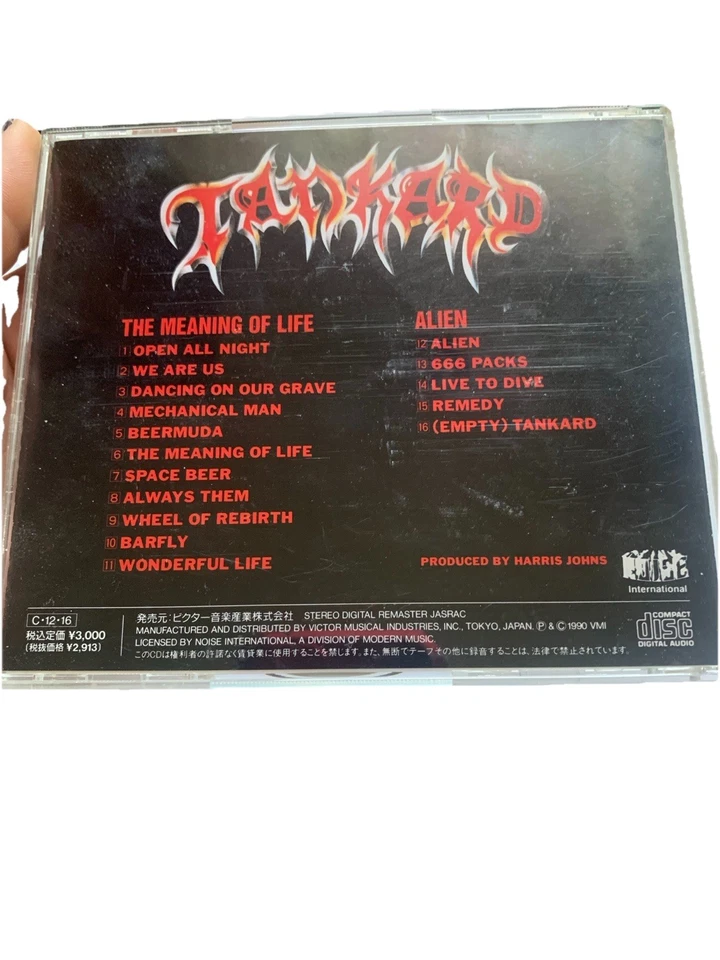 TANKARD
THE MEANING OF LIFE
1 OPEN ALL NIGHT
2 WE ARE US
3 DANCING ON OUR GRAVE
4 MECHANICAL MAN
5 BEERMUDA
6 THE MEANING OF LIFE
7 SPACE BEER
8 ALWAYS THEM
9 WHEEL OF REBIRTH
10 BARFLY
11 WONDERFUL LIFE
ALIEN
12 ALIEN
13 666 PACKS
14 LIVE TO DIVE
15 REMEDY
16 (EMPTY) TANKARD
PRODUCED BY HARRIS JOHNS
NOISE
International
C・12・16
税込定価 ¥3,000
(税抜価格 ¥2,913)
発売元:ビクター音楽産業株式会社 STEREO DIGITAL REMASTER JASRAC
MANUFACTURED AND DISTRIBUTED BY VICTOR MUSICAL INDUSTRIES, INC., TOKYO, JAPAN. Ⓟ & © 1990 VMI
LICENSED BY NOISE INTERNATIONAL, A DIVISION OF MODERN MUSIC.
このCDは権利者の許諾なく賃貸業に使用することを禁じます。また、無断でテープその他に録音することは、法律で禁止されています。
COMPACT
disc
DIGITAL AUDIO